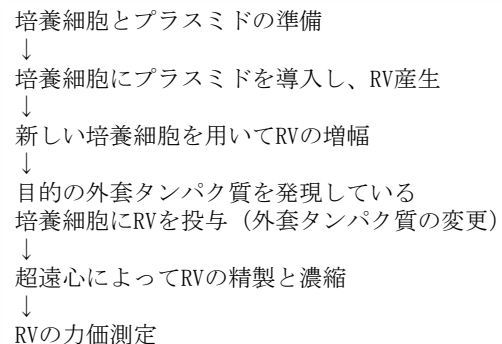 培養細胞とプラスミドの準備
↓
培養細胞にプラスミドを導入し、RV産生
↓
新しい培養細胞を用いてRVの増幅
↓
目的の外套タンパク質を発現している
培養細胞にRVを投与（外套タンパク質の変更）
↓
超遠心によってRVの精製と濃縮
↓
RVの力価測定